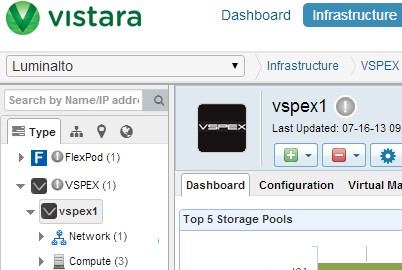 vistara
Dashboard
Infrastructure
Luminalto
Infrastructure
VSPEX
Search by Name/IP addre
Type
FlexPod (1)
VSPEX (1)
vspex1
Network (1)
Compute (3)
VSPEX
vspex1
Last Updated: 07-16-13 09
Dashboard
Configuration
Virtual Ma
Top 5 Storage Pools